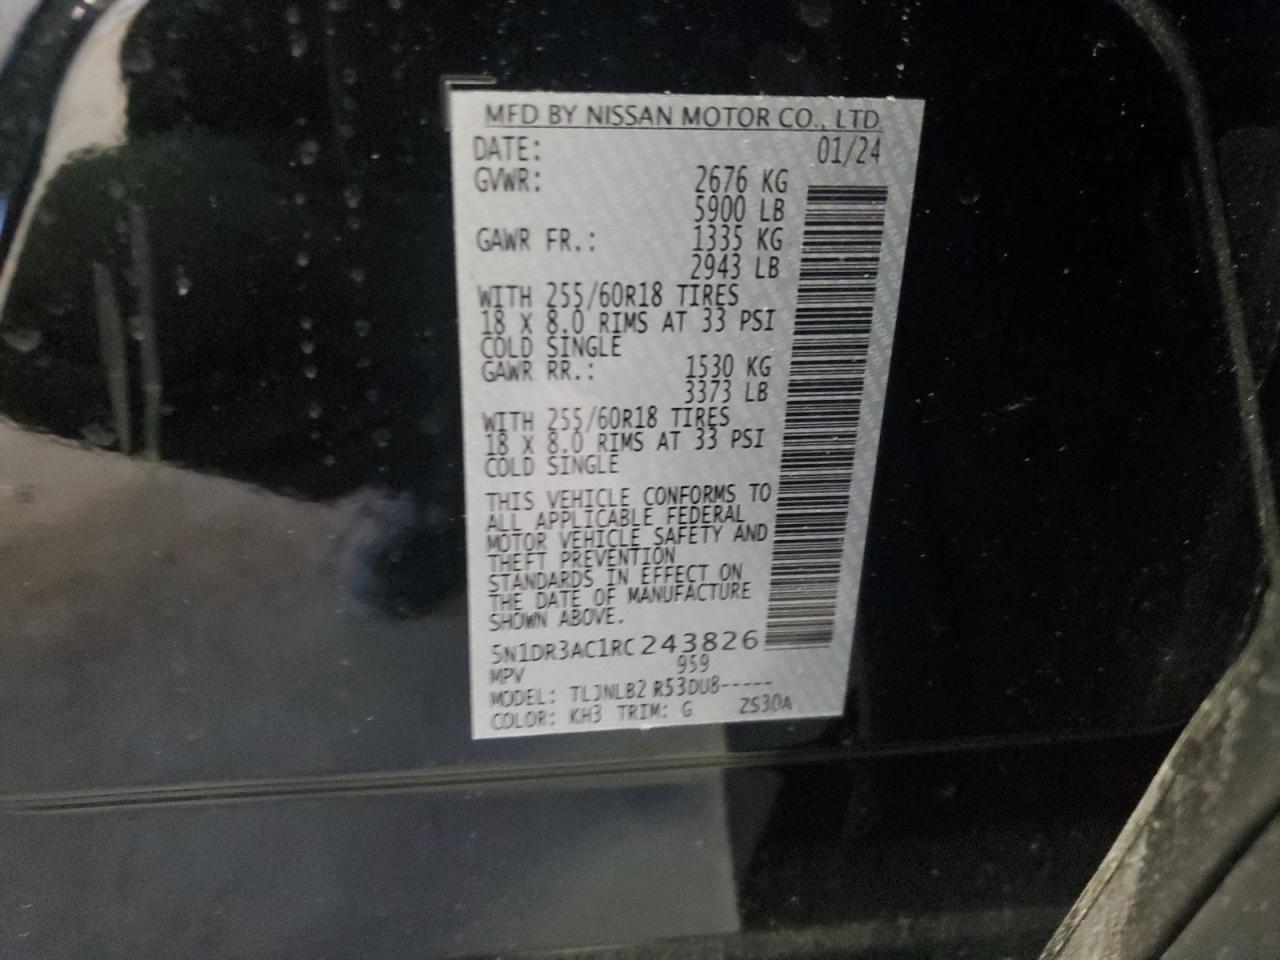 MFD BY NISSAN MOTOR CO., LTD.
DATE: 01/24
GVWR: 2676 KG
5900 LB
GAWR FR.: 1335 KG
2943 LB
WITH 255/60R18 TIRES
18 X 8.0 RIMS AT 33 PSI
COLD SINGLE
GAWR RR.: 1530 KG
3373 LB
WITH 255/60R18 TIRES
18 X 8.0 RIMS AT 33 PSI
COLD SINGLE
THIS VEHICLE CONFORMS TO
ALL APPLICABLE FEDERAL
MOTOR VEHICLE SAFETY AND
THEFT PREVENTION
STANDARDS IN EFFECT ON
THE DATE OF MANUFACTURE
SHOWN ABOVE.
5N1DR3AC1RC243826
MPV 959
MODEL: TLJNLB2 R53DU8-----
COLOR: KH3 TRIM: G ZS30A